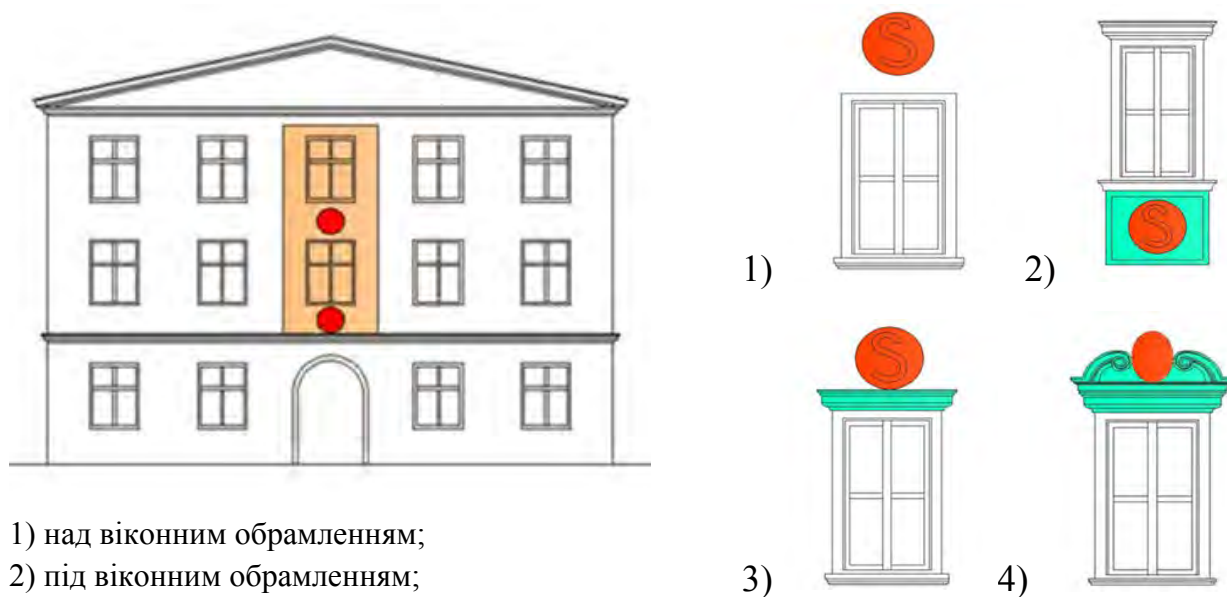 S
1)
S
2)
S
3)
4)
1) над віконним обрамленням;
2) під віконним обрамленням;